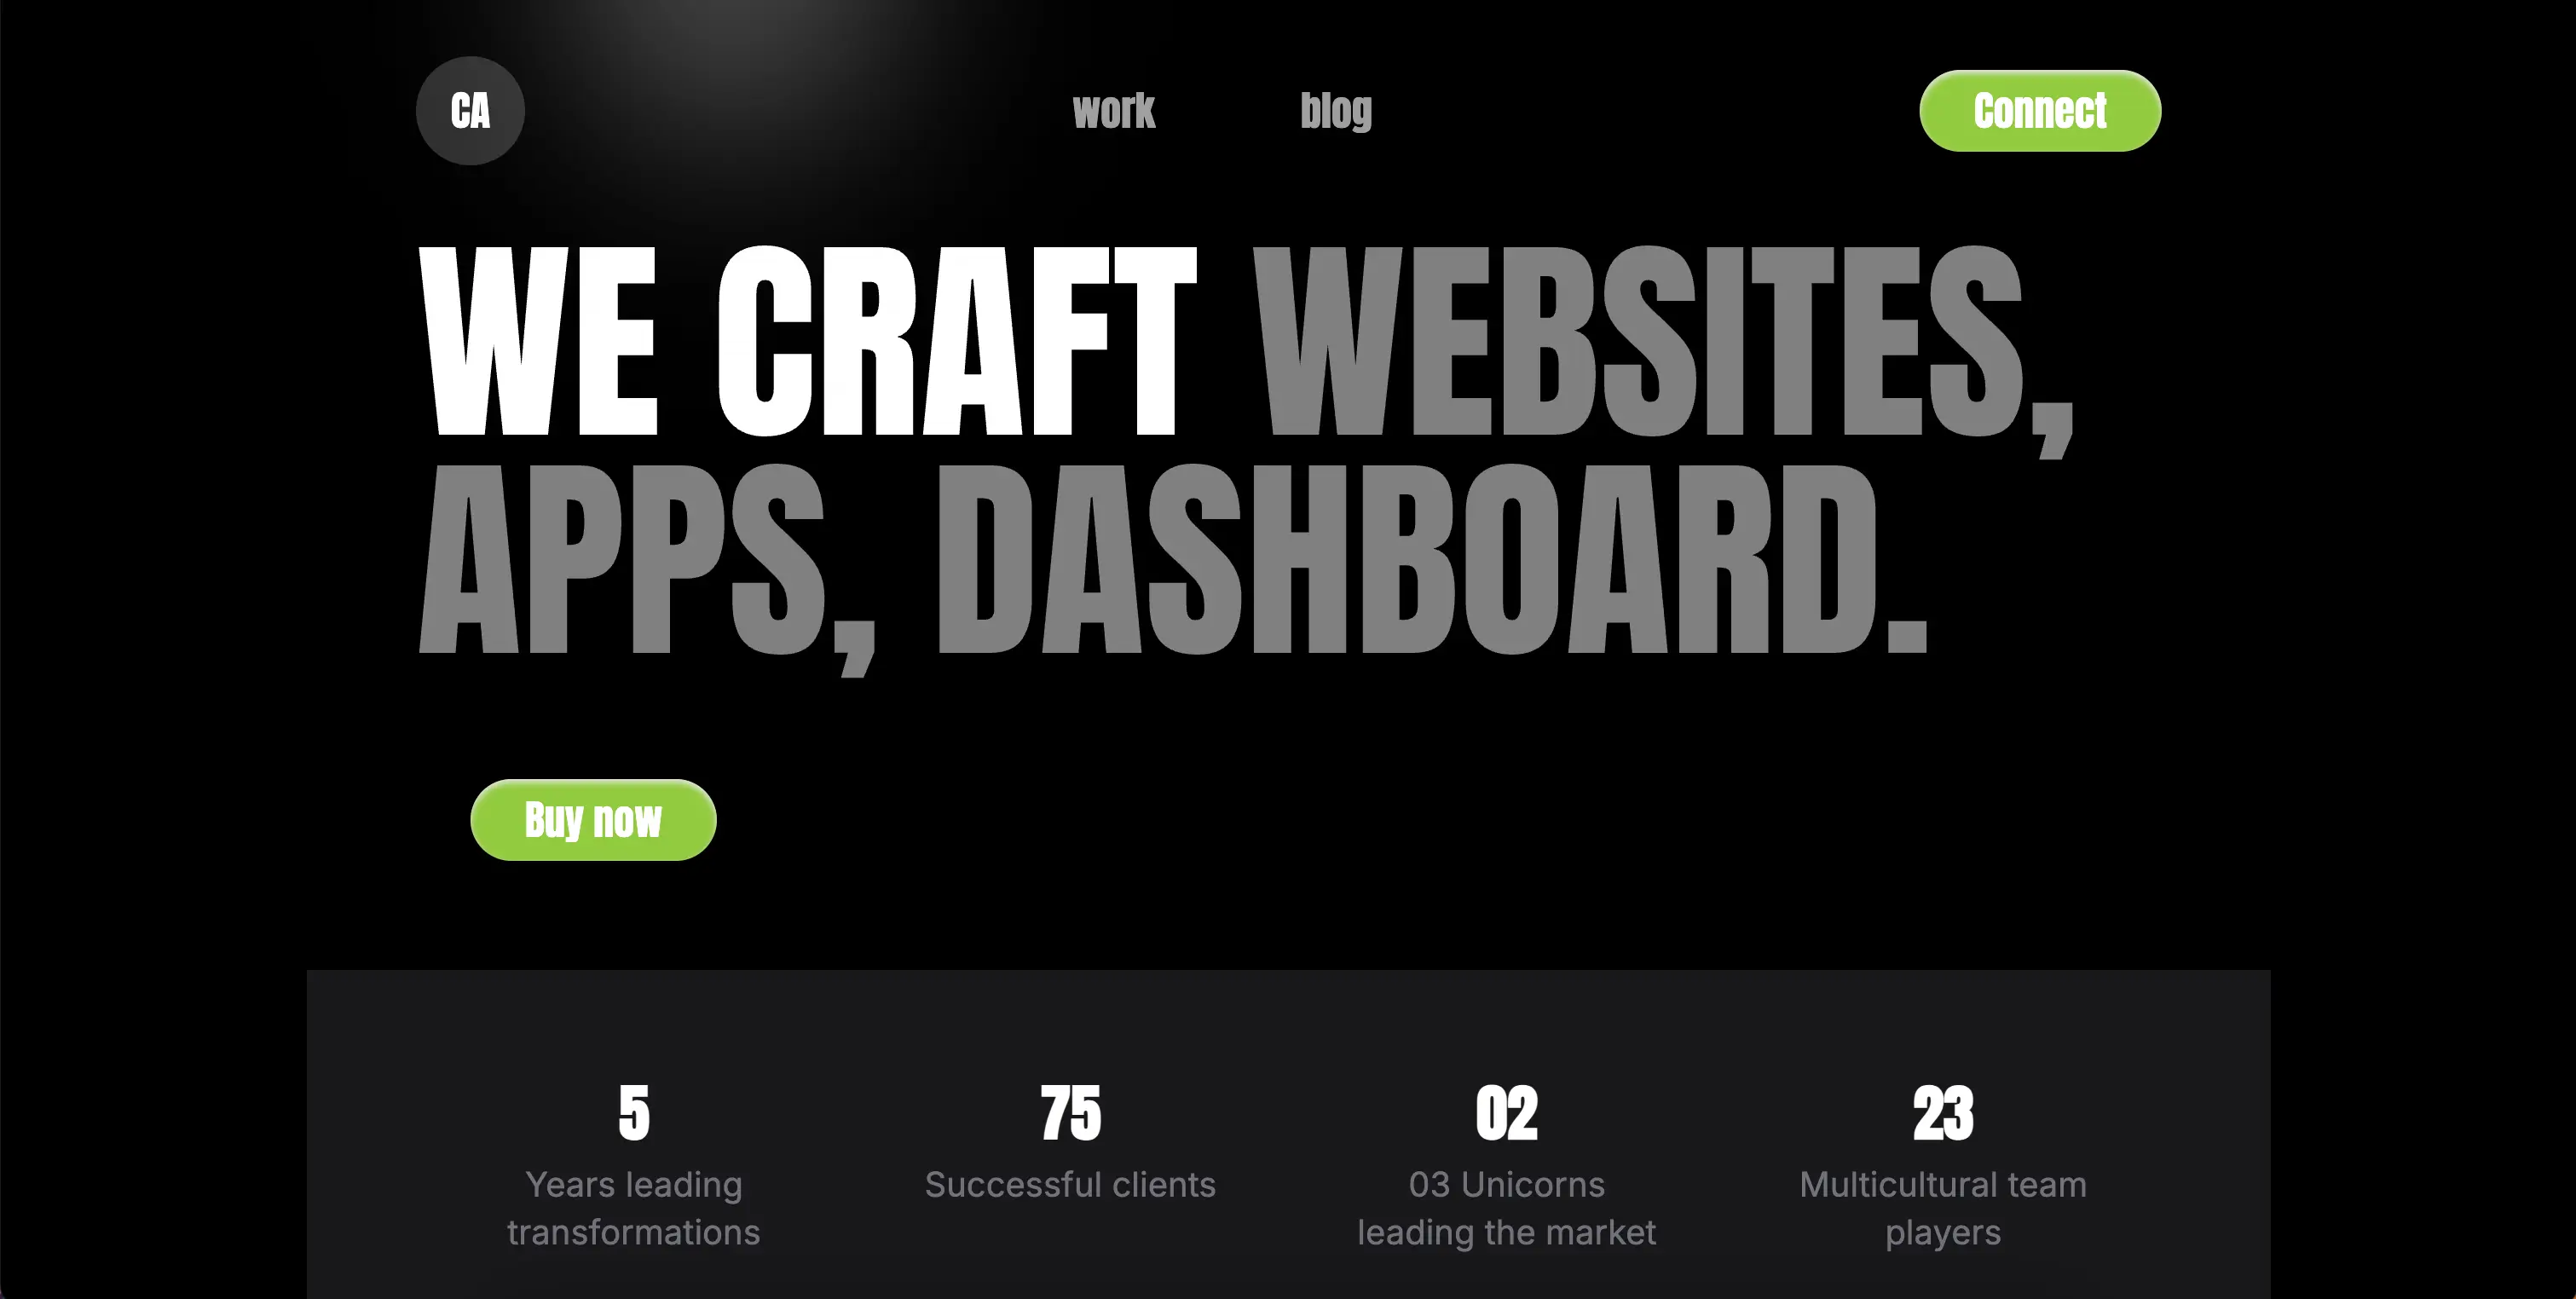 CA
work
blog
Connect
WE CRAFT WEBSITES,
APPS, DASHBOARD.
Buy now
5
Years leading
transformations
75
Successful clients
02
03 Unicorns
leading the market
23
Multicultural team
players